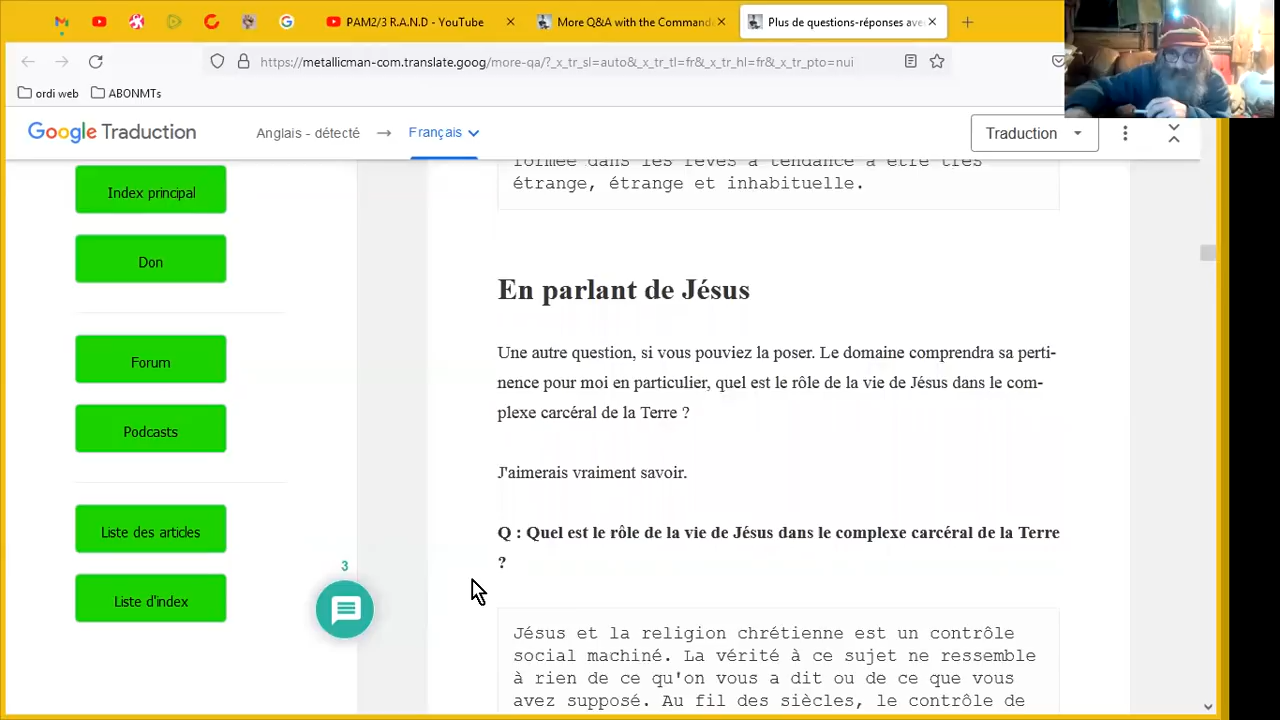 PAM2/3 R.A.N.D - YouTube
More Q&A with the Command
Plus de questions-réponses ave
https://metallicman-com.translate.goog/more-qa/?_x_tr_sl=auto&_x_tr_tl=fr&_x_tr_hl=fr&_x_tr_pto=nui
ordi web
ABONMTs
Google Traduction
Anglais - détecté
Français
Traduction
formée dans les rêves a tendance à être très
étrange, étrange et inhabituelle.
Index principal
Don
Forum
Podcasts
Liste des articles
Liste d'index
3
En parlant de Jésus
Une autre question, si vous pouviez la poser. Le domaine comprendra sa perti-
nence pour moi en particulier, quel est le rôle de la vie de Jésus dans le com-
plexe carcéral de la Terre ?
J'aimerais vraiment savoir.
Q : Quel est le rôle de la vie de Jésus dans le complexe carcéral de la Terre
?
Jésus et la religion chrétienne est un contrôle
social machiné. La vérité à ce sujet ne ressemble
à rien de ce qu'on vous a dit ou de ce que vous
avez supposé. Au fil des siècles, le contrôle de